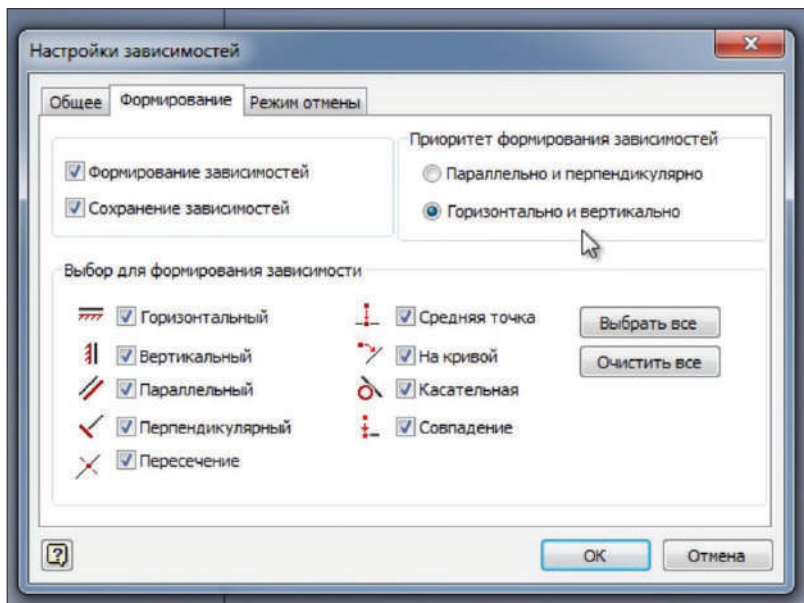 Настройки зависимостей
Общее Формирование Режим отмены
Формирование зависимостей
Сохранение зависимостей
Приоритет формирования зависимостей
Параллельно и перпендикулярно
Горизонтально и вертикально
Выбор для формирования зависимости
Горизонтальный
Вертикальный
Параллельный
Перпендикулярный
Пересечение
Средняя точка
На кривой
Касательная
Совпадение
Выбрать все
Очистить все
?
ОК Отмена